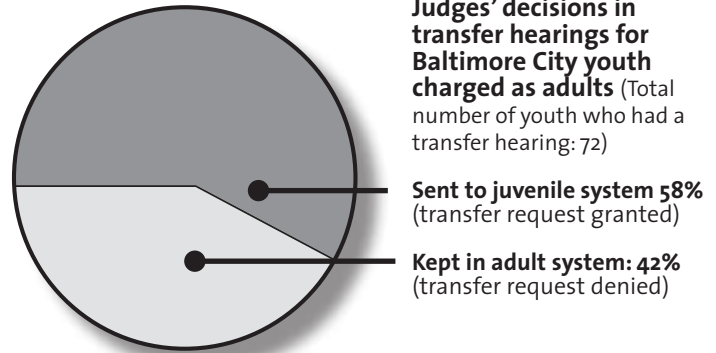 Judges’ decisions in
transfer hearings for
Baltimore City youth
charged as adults (Total
number of youth who had a
transfer hearing: 72)
Sent to juvenile system 58%
(transfer request granted)
Kept in adult system: 42%
(transfer request denied)